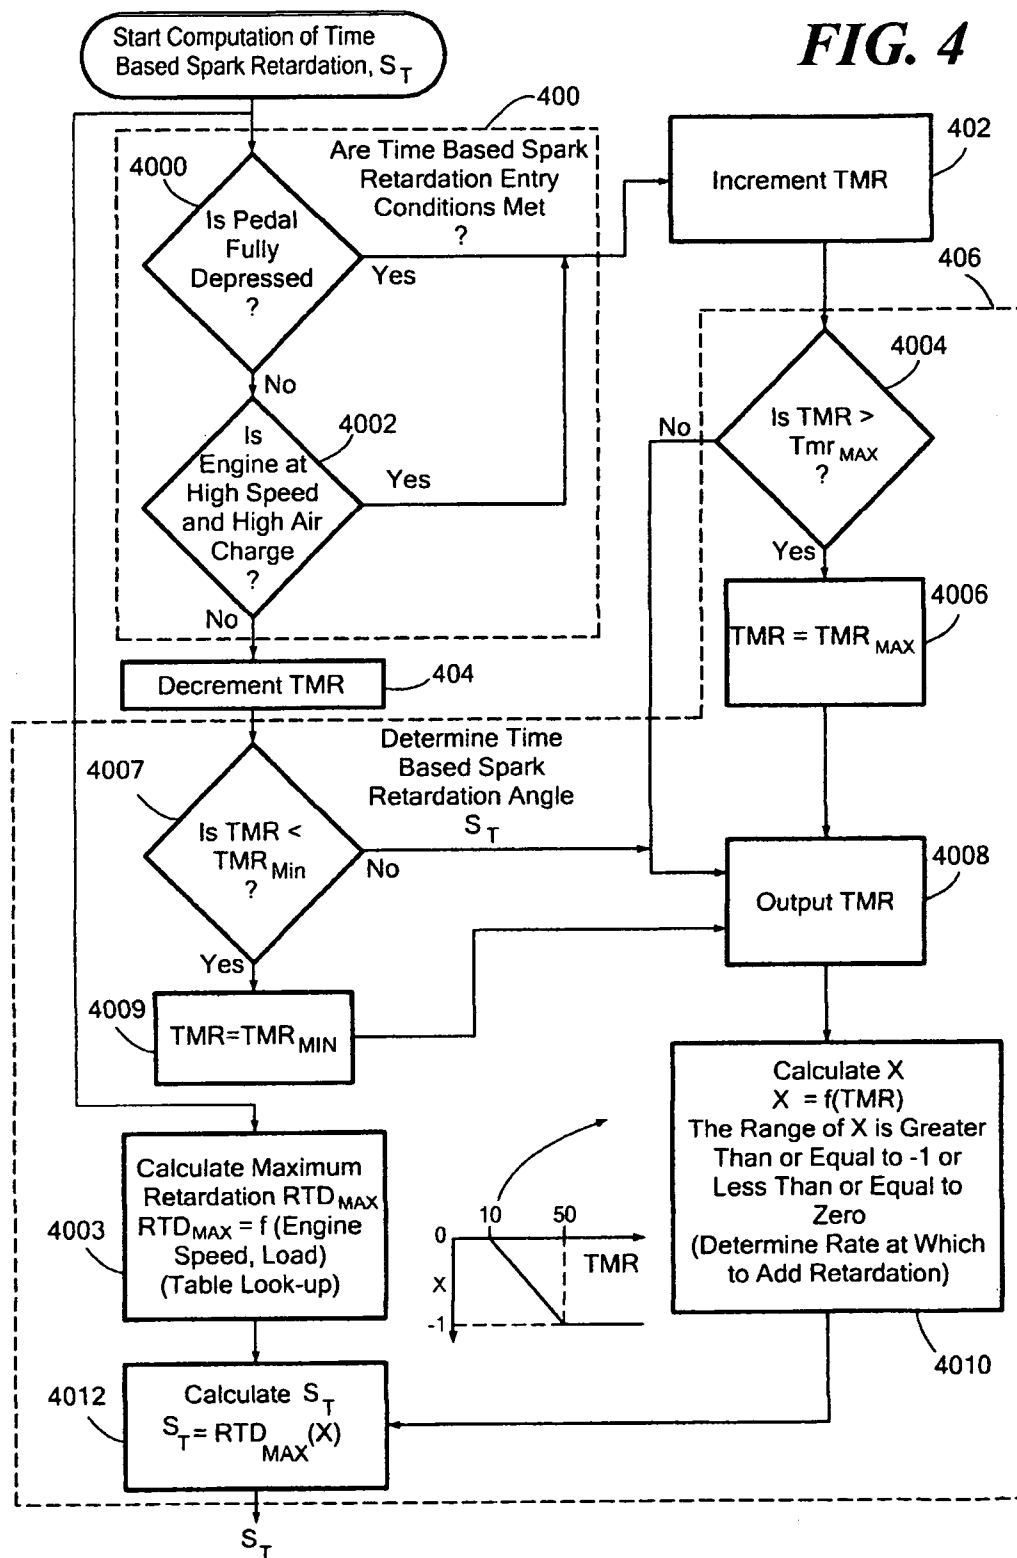 Start Computation of Time
Based Spark Retardation, S_T
FIG. 4
400
Are Time Based Spark
Retardation Entry
Conditions Met
?
4000
Is Pedal
Fully
Depressed
?
Yes
No
402
Increment TMR
406
4002
Is
Engine at
High Speed
and High Air
Charge
?
Yes
No
4004
Is TMR >
Tmr_MAX
?
No
Yes
4006
TMR = TMR_MAX
Decrement TMR
404
Determine Time
Based Spark
Retardation Angle
S_T
4007
Is TMR <
TMR_Min
?
No
Yes
4008
Output TMR
4009
TMR=TMR_MIN
Calculate X
X = f(TMR)
The Range of X is Greater
Than or Equal to -1 or
Less Than or Equal to
Zero
(Determine Rate at Which
to Add Retardation)
4010
4003
Calculate Maximum
Retardation RTD_MAX
RTD_MAX = f (Engine
Speed, Load)
(Table Look-up)
10 50
0
TMR
X
-1
4012
Calculate S_T
S_T = RTD_MAX (X)
S_T